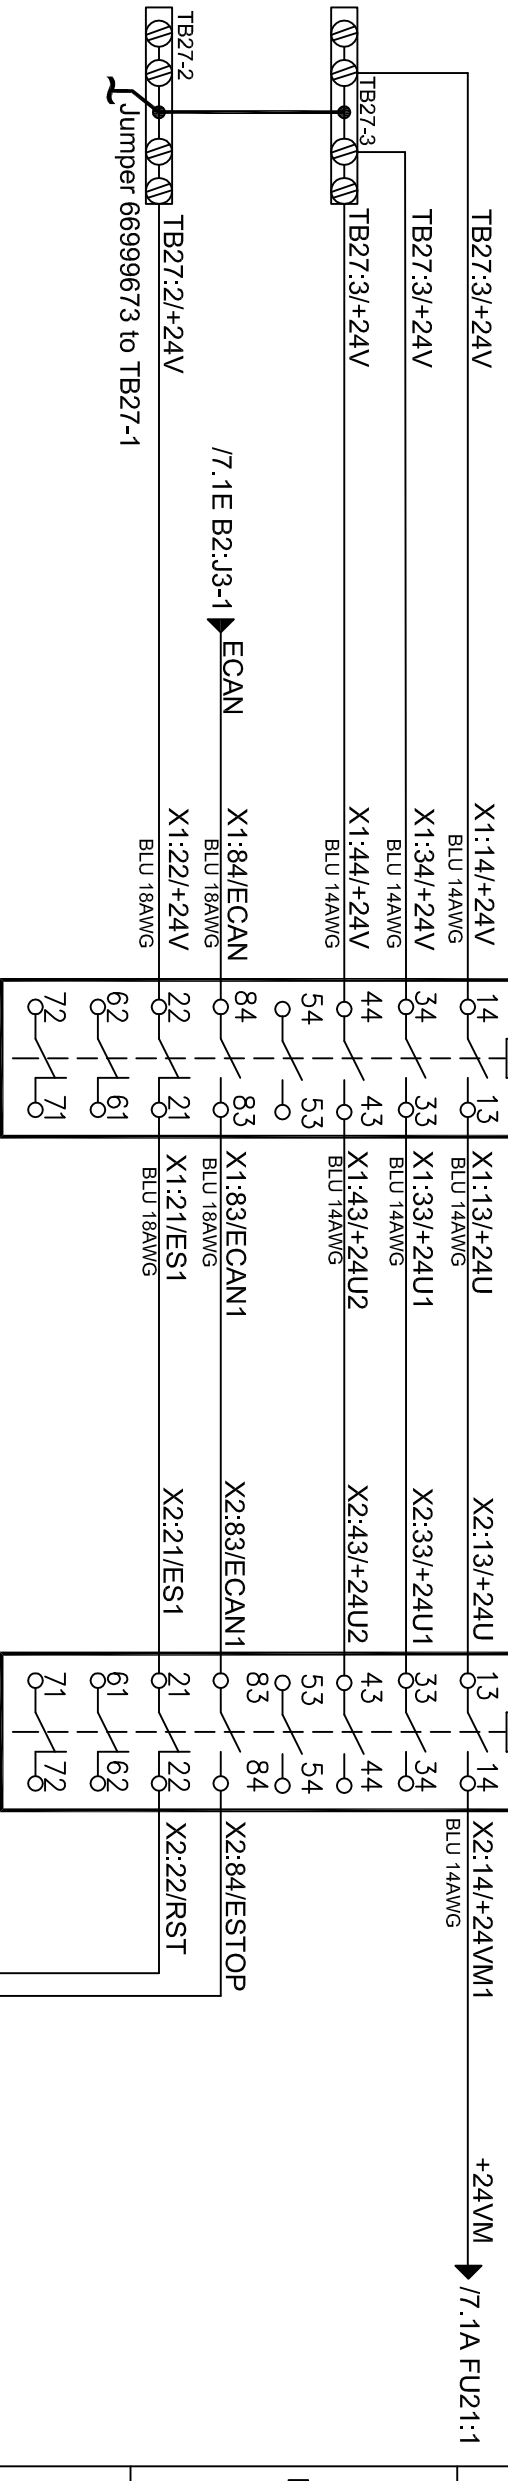 TB27-2
TB27-3
Jumper 66999673 to TB27-1
TB27:3/+24V
TB27:3/+24V
TB27:3/+24V
TB27:2/+24V
/7.1E B2:J3-1
ECAN
X1:14/+24V
BLU 14AWG
X1:34/+24V
BLU 14AWG
X1:44/+24V
BLU 14AWG
X1:84/ECAN
BLU 18AWG
X1:22/+24V
BLU 18AWG
14
13
34
33
44
43
54
53
84
83
22
21
62
61
72
71
X1:13/+24U
BLU 14AWG
X1:33/+24U1
BLU 14AWG
X1:43/+24U2
BLU 14AWG
X1:83/ECAN1
BLU 18AWG
X1:21/ES1
BLU 18AWG
X2:13/+24U
X2:33/+24U1
X2:43/+24U2
X2:83/ECAN1
X2:21/ES1
13
14
33
34
43
44
53
54
83
84
21
22
61
62
71
72
X2:14/+24VM1
BLU 14AWG
X2:84/ESTOP
X2:22/RST
+24VM
/7.1A FU21:1